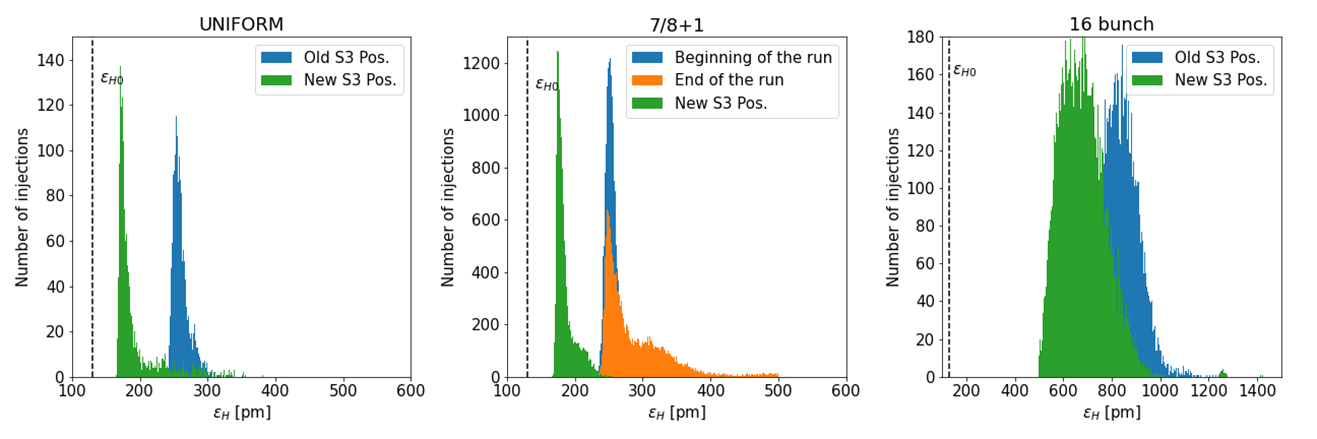 UNIFORM
Number of injections
140
120
100
80
60
40
20
0
εH0
Old S3 Pos.
New S3 Pos.
100 200 300 400 500 600
εH [pm]
7/8+1
Number of injections
1200
1000
800
600
400
200
0
εH0
Beginning of the run
End of the run
New S3 Pos.
100 200 300 400 500 600
εH [pm]
16 bunch
Number of injections
180
160
140
120
100
80
60
40
20
0
εH0
Old S3 Pos.
New S3 Pos.
200 400 600 800 1000 1200 1400
εH [pm]